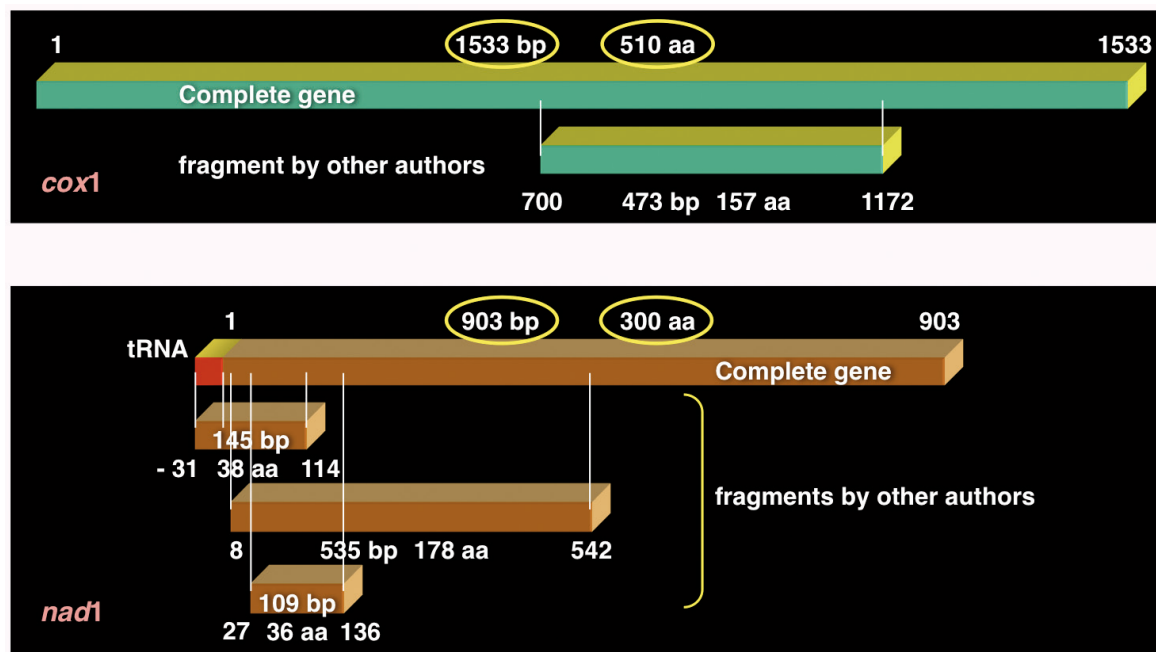 1 1533 bp 510 aa 1533
Complete gene
fragment by other authors
cox1
700 473 bp 157 aa 1172
1 903 bp 300 aa 903
tRNA
Complete gene
145 bp
- 31 38 aa 114
fragments by other authors
8 535 bp 178 aa 542
109 bp
nad1
27 36 aa 136